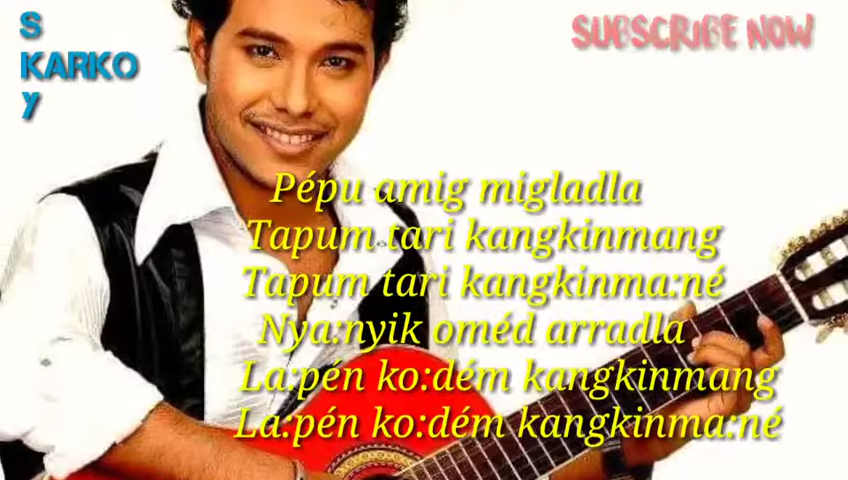 S
KARKO
y
SUBSCRIBE NOW
Pépu amig migladla
Tapum tari kangkinmang
Tapum tari kangkinma:né
Nya:nyik oméd arradla
La:pén ko:dém kangkinmang
La:pén ko:dém kangkinma:né